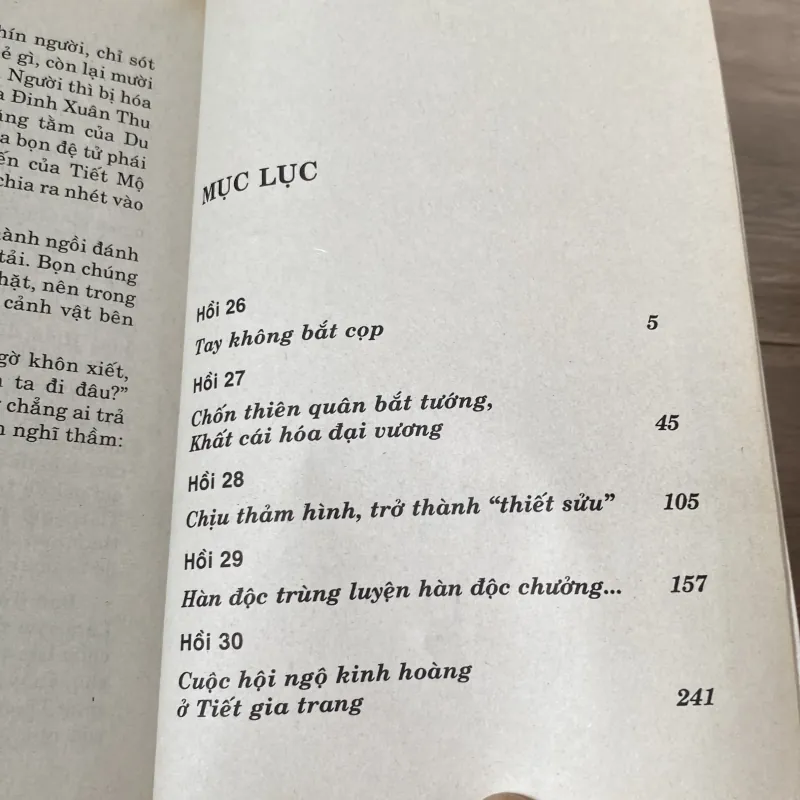 hín người, chỉ sót
ẻ gì, còn lại mười
Người thì bị hóa
Đinh Xuân Thu
tằm của Du
a bọn đệ tử phái
của Tiết Mộ
chia ra nhét vào
ành ngồi đánh
tải. Bọn chúng
hặt, nên trong
cảnh vật bên
gờ khôn xiết,
ta đi đâu?”
chẳng ai trả
nghĩ thầm:
MỤC LỤC
Hồi 26
Tay không bắt cọp 5
Hồi 27
Chốn thiên quân bắt tướng,
Khất cái hóa đại vương 45
Hồi 28
Chịu thảm hình, trở thành “thiết sửu” 105
Hồi 29
Hàn độc trùng luyện hàn độc chưởng... 157
Hồi 30
Cuộc hội ngộ kinh hoàng
ở Tiết gia trang 241